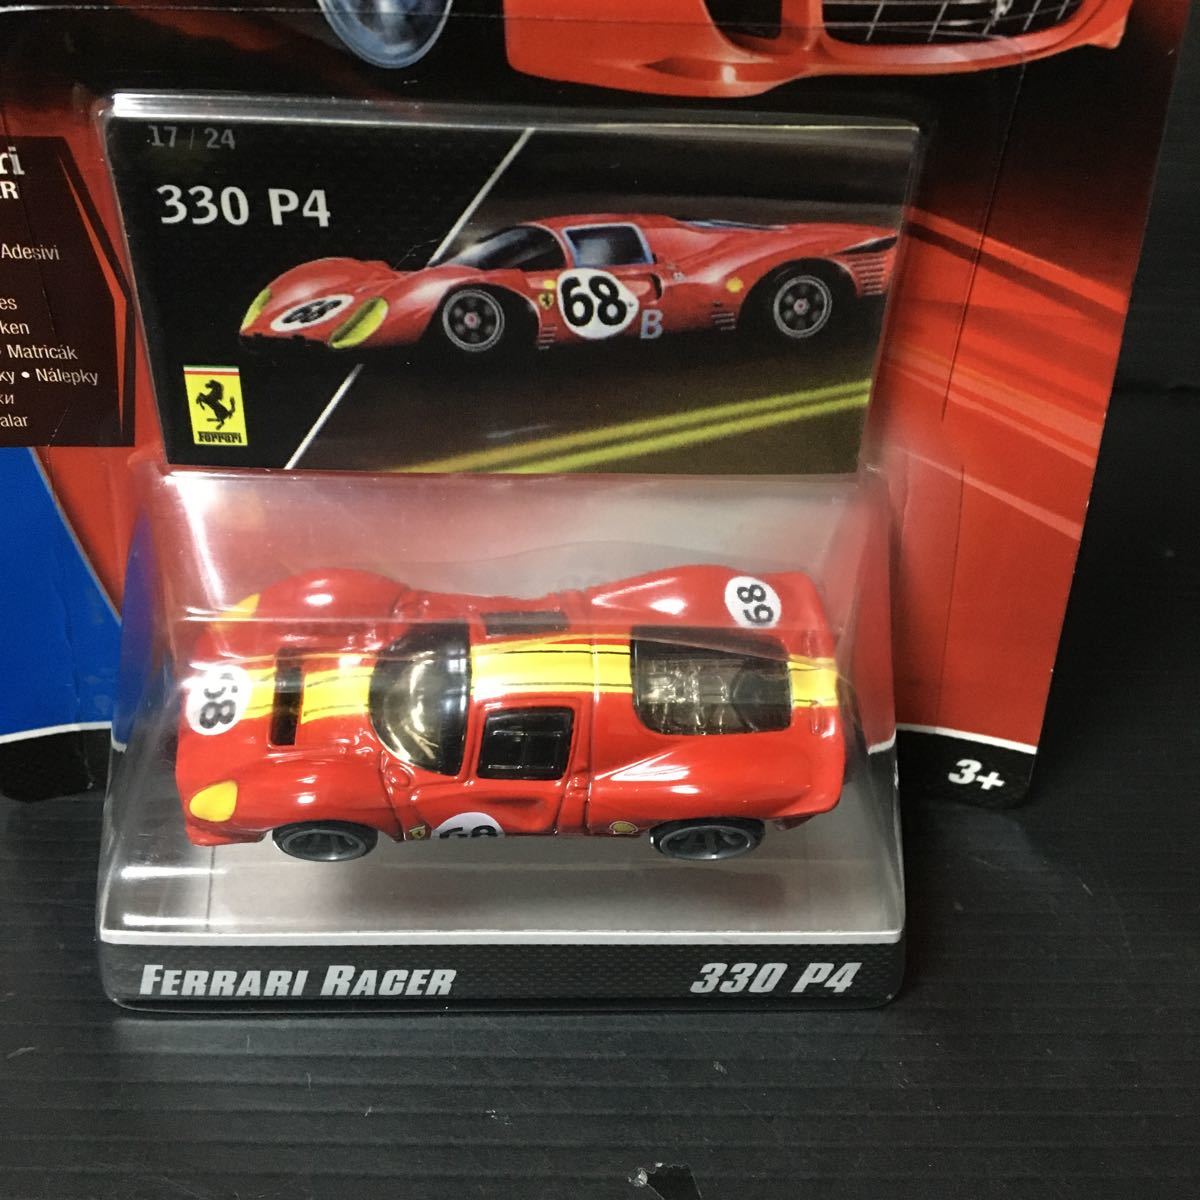 17 / 24
330 P4
68
68
B
Ferrari
ri
R
Adesivi
es
ken
• Matricák
ky • Nálepky
ки
alar
68
68
68
3+
FERRARI RACER
330 P4